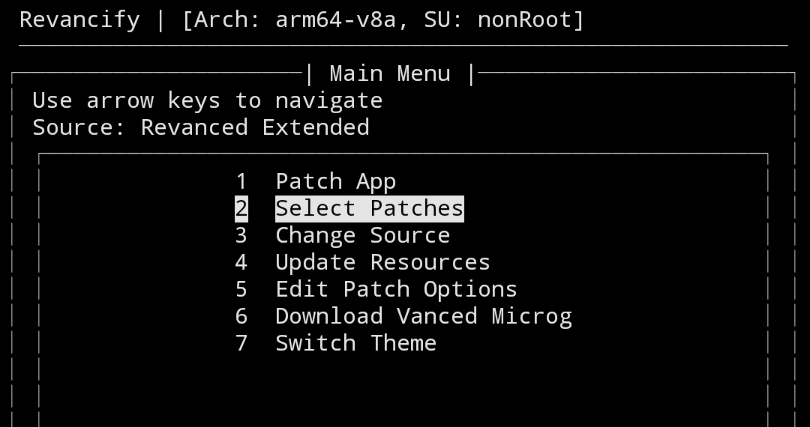 Revancify | [Arch: arm64-v8a, SU: nonRoot]
| Main Menu |
Use arrow keys to navigate
Source: Revanced Extended
1 Patch App
2 Select Patches
3 Change Source
4 Update Resources
5 Edit Patch Options
6 Download Vanced Microg
7 Switch Theme